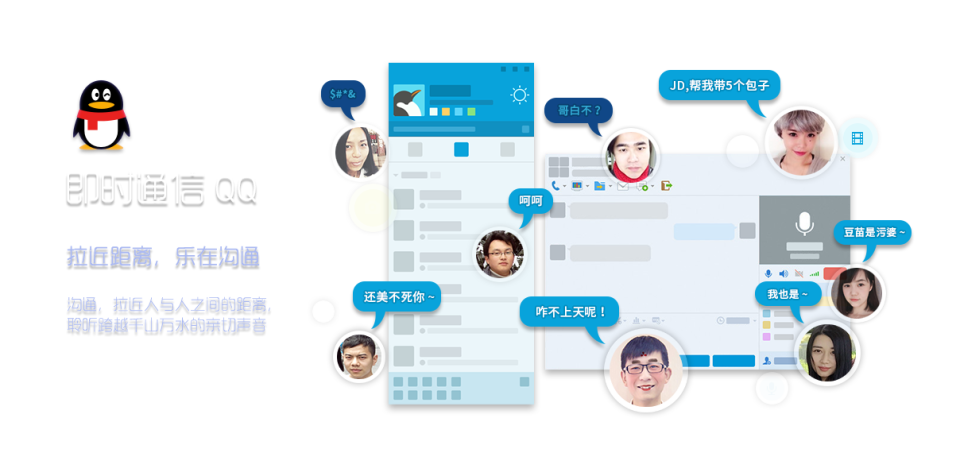 即时通信 QQ
拉近距离，乐在沟通
沟通，拉近人与人之间的距离，
聆听跨越千山万水的亲切声音
$#*&
哥白不？
JD,帮我带5个包子
呵呵
豆苗是污婆 ~
还美不死你 ~
我也是 ~
咋不上天呢！